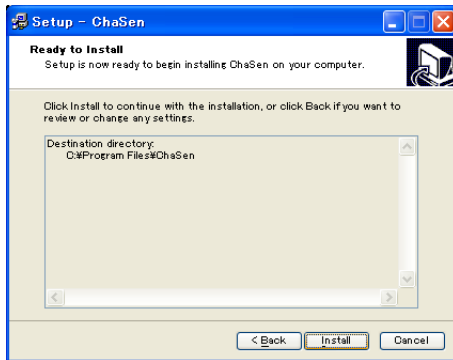 Setup - ChaSen
Ready to Install
Setup is now ready to begin installing ChaSen on your computer.
Click Install to continue with the installation, or click Back if you want to
review or change any settings.
Destination directory:
C:¥Program Files¥ChaSen
< Back
Install
Cancel